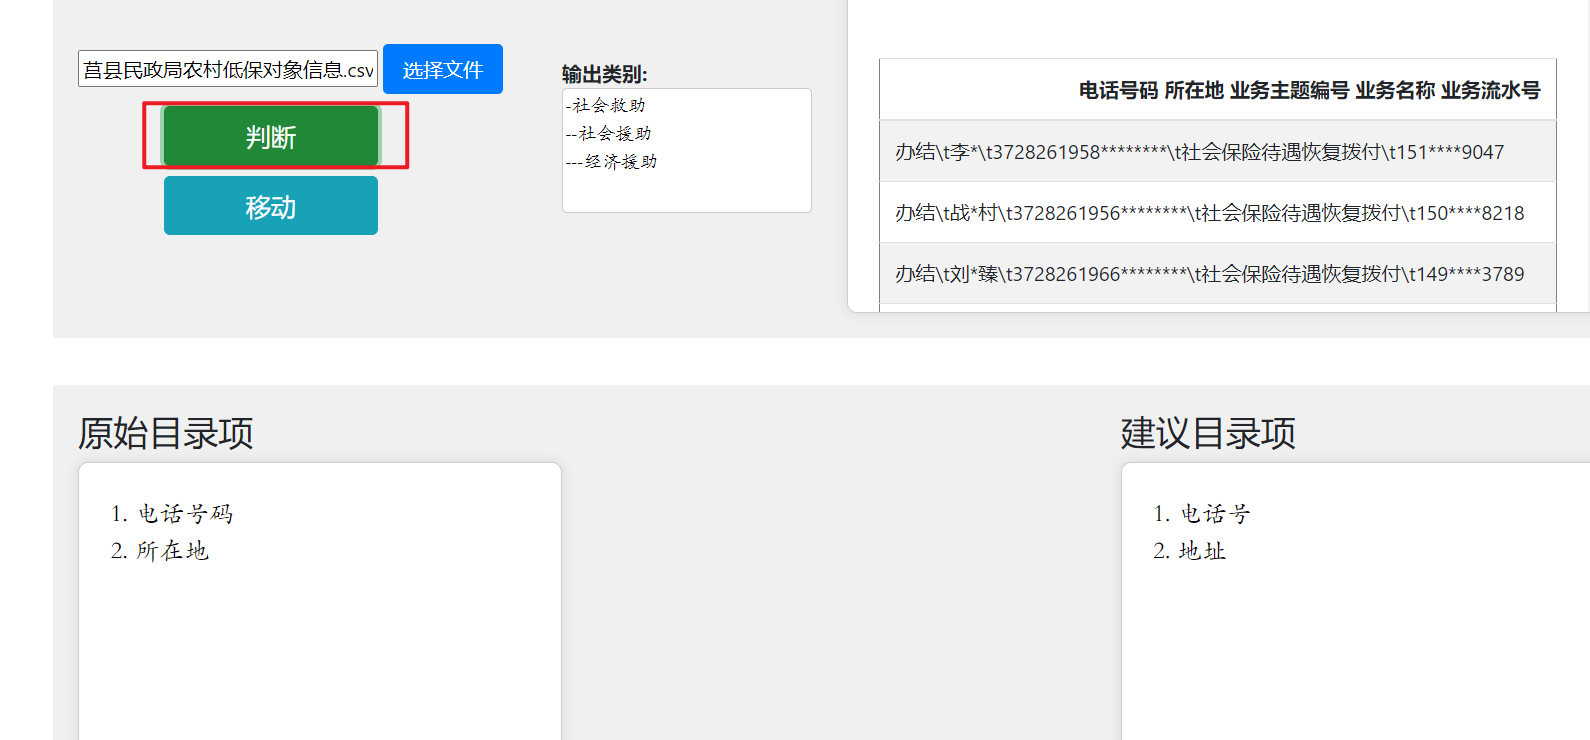 莒县民政局农村低保对象信息.csv
选择文件
判断
移动
输出类别:
-社会救助
--社会援助
---经济援助
电话号码 所在地 业务主题编号 业务名称 业务流水号
办结\t李*\t3728261958********\t社会保险待遇恢复拨付\t151****9047
办结\t战*村\t3728261956********\t社会保险待遇恢复拨付\t150****8218
办结\t刘*臻\t3728261966********\t社会保险待遇恢复拨付\t149****3789
原始目录项
1. 电话号码
2. 所在地
建议目录项
1. 电话号
2. 地址